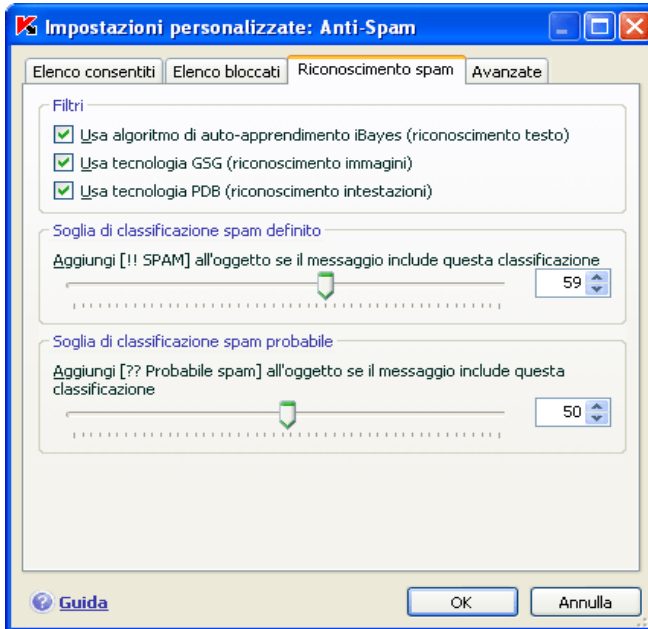 Impostazioni personalizzate: Anti-Spam
Elenco consentiti Elenco bloccati Riconoscimento spam Avanzate
Filtri
Usa algoritmo di auto-apprendimento iBayes (riconoscimento testo)
Usa tecnologia GSG (riconoscimento immagini)
Usa tecnologia PDB (riconoscimento intestazioni)
Soglia di classificazione spam definito
Aggiungi [!! SPAM] all'oggetto se il messaggio include questa classificazione
59
Soglia di classificazione spam probabile
Aggiungi [?? Probabile spam] all'oggetto se il messaggio include questa
classificazione
50
Guida OK Annulla